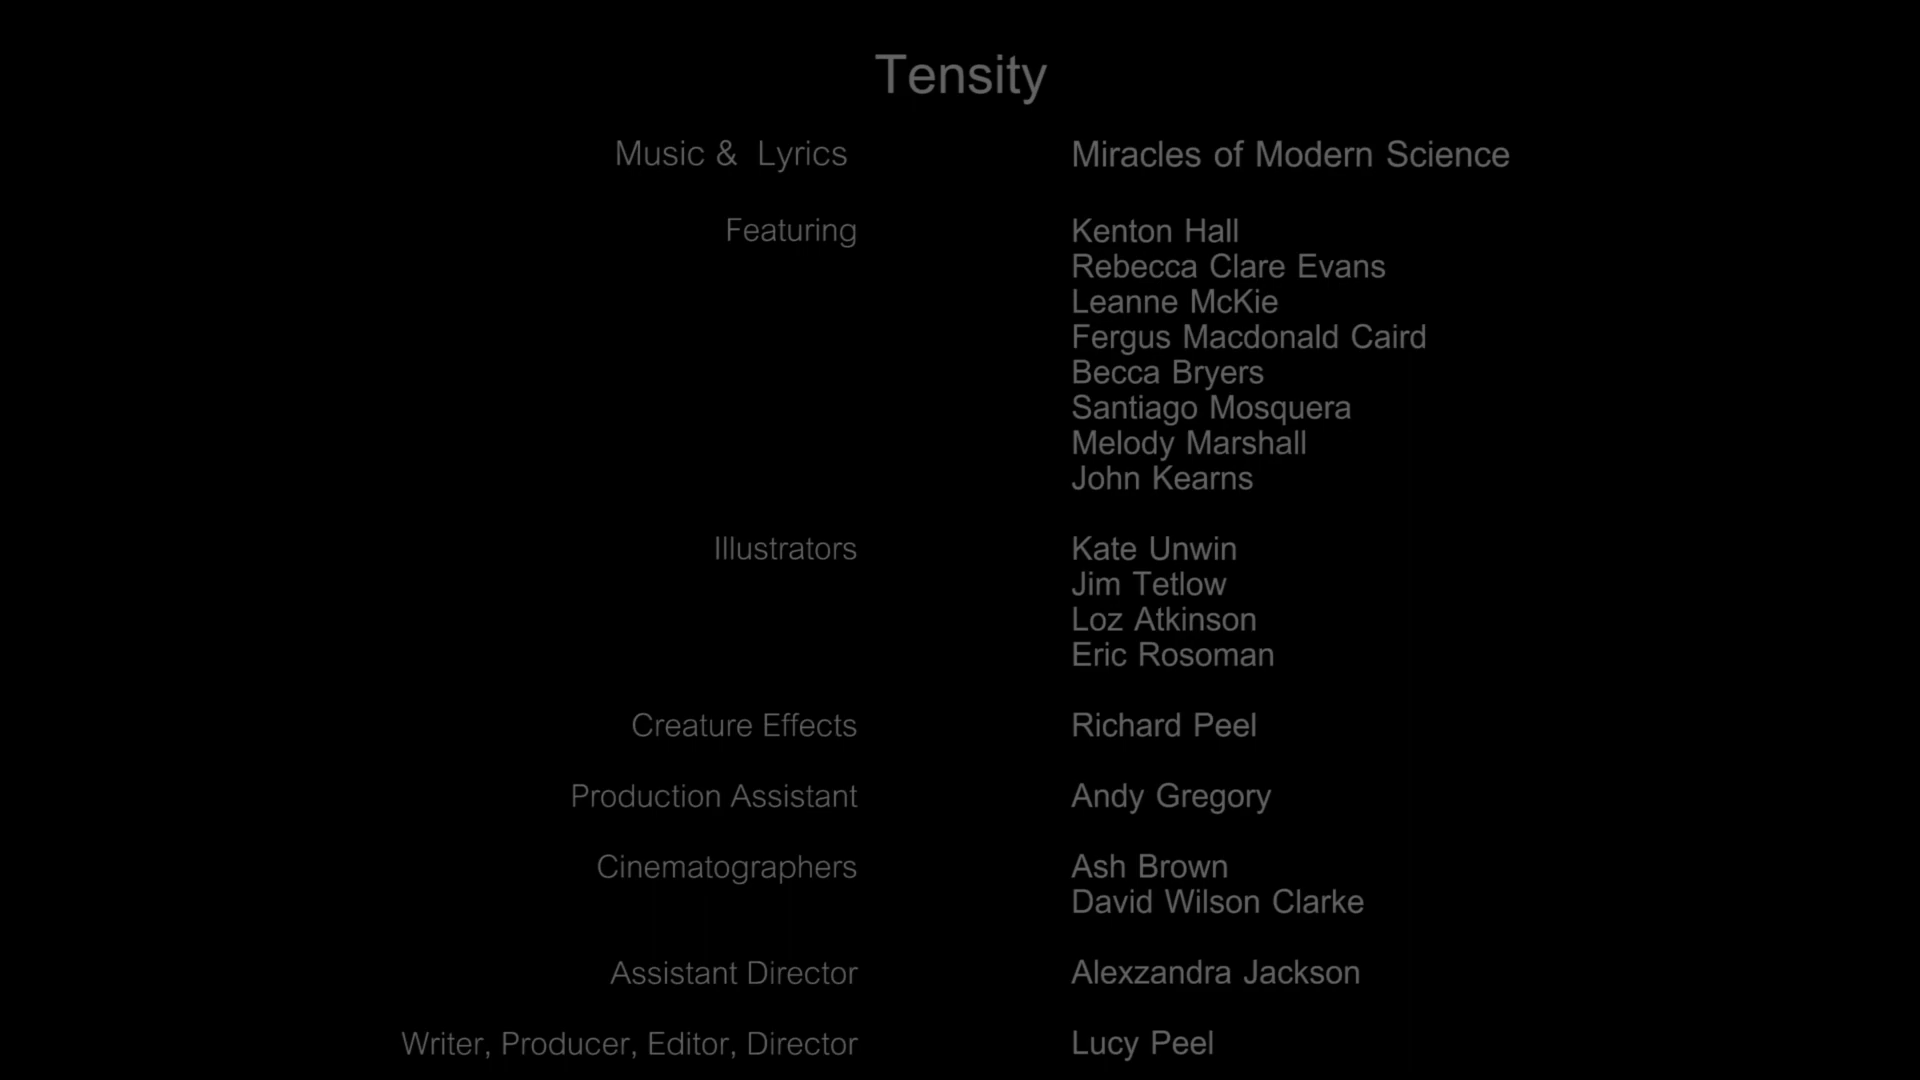 Tensity
Music & Lyrics Miracles of Modern Science
Featuring Kenton Hall
Rebecca Clare Evans
Leanne McKie
Fergus Macdonald Caird
Becca Bryers
Santiago Mosquera
Melody Marshall
John Kearns
Illustrators Kate Unwin
Jim Tetlow
Loz Atkinson
Eric Rosoman
Creature Effects Richard Peel
Production Assistant Andy Gregory
Cinematographers Ash Brown
David Wilson Clarke
Assistant Director Alexzandra Jackson
Writer, Producer, Editor, Director Lucy Peel